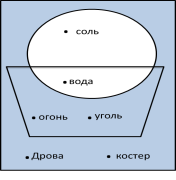 соль
вода
огонь уголь
Дрова костер